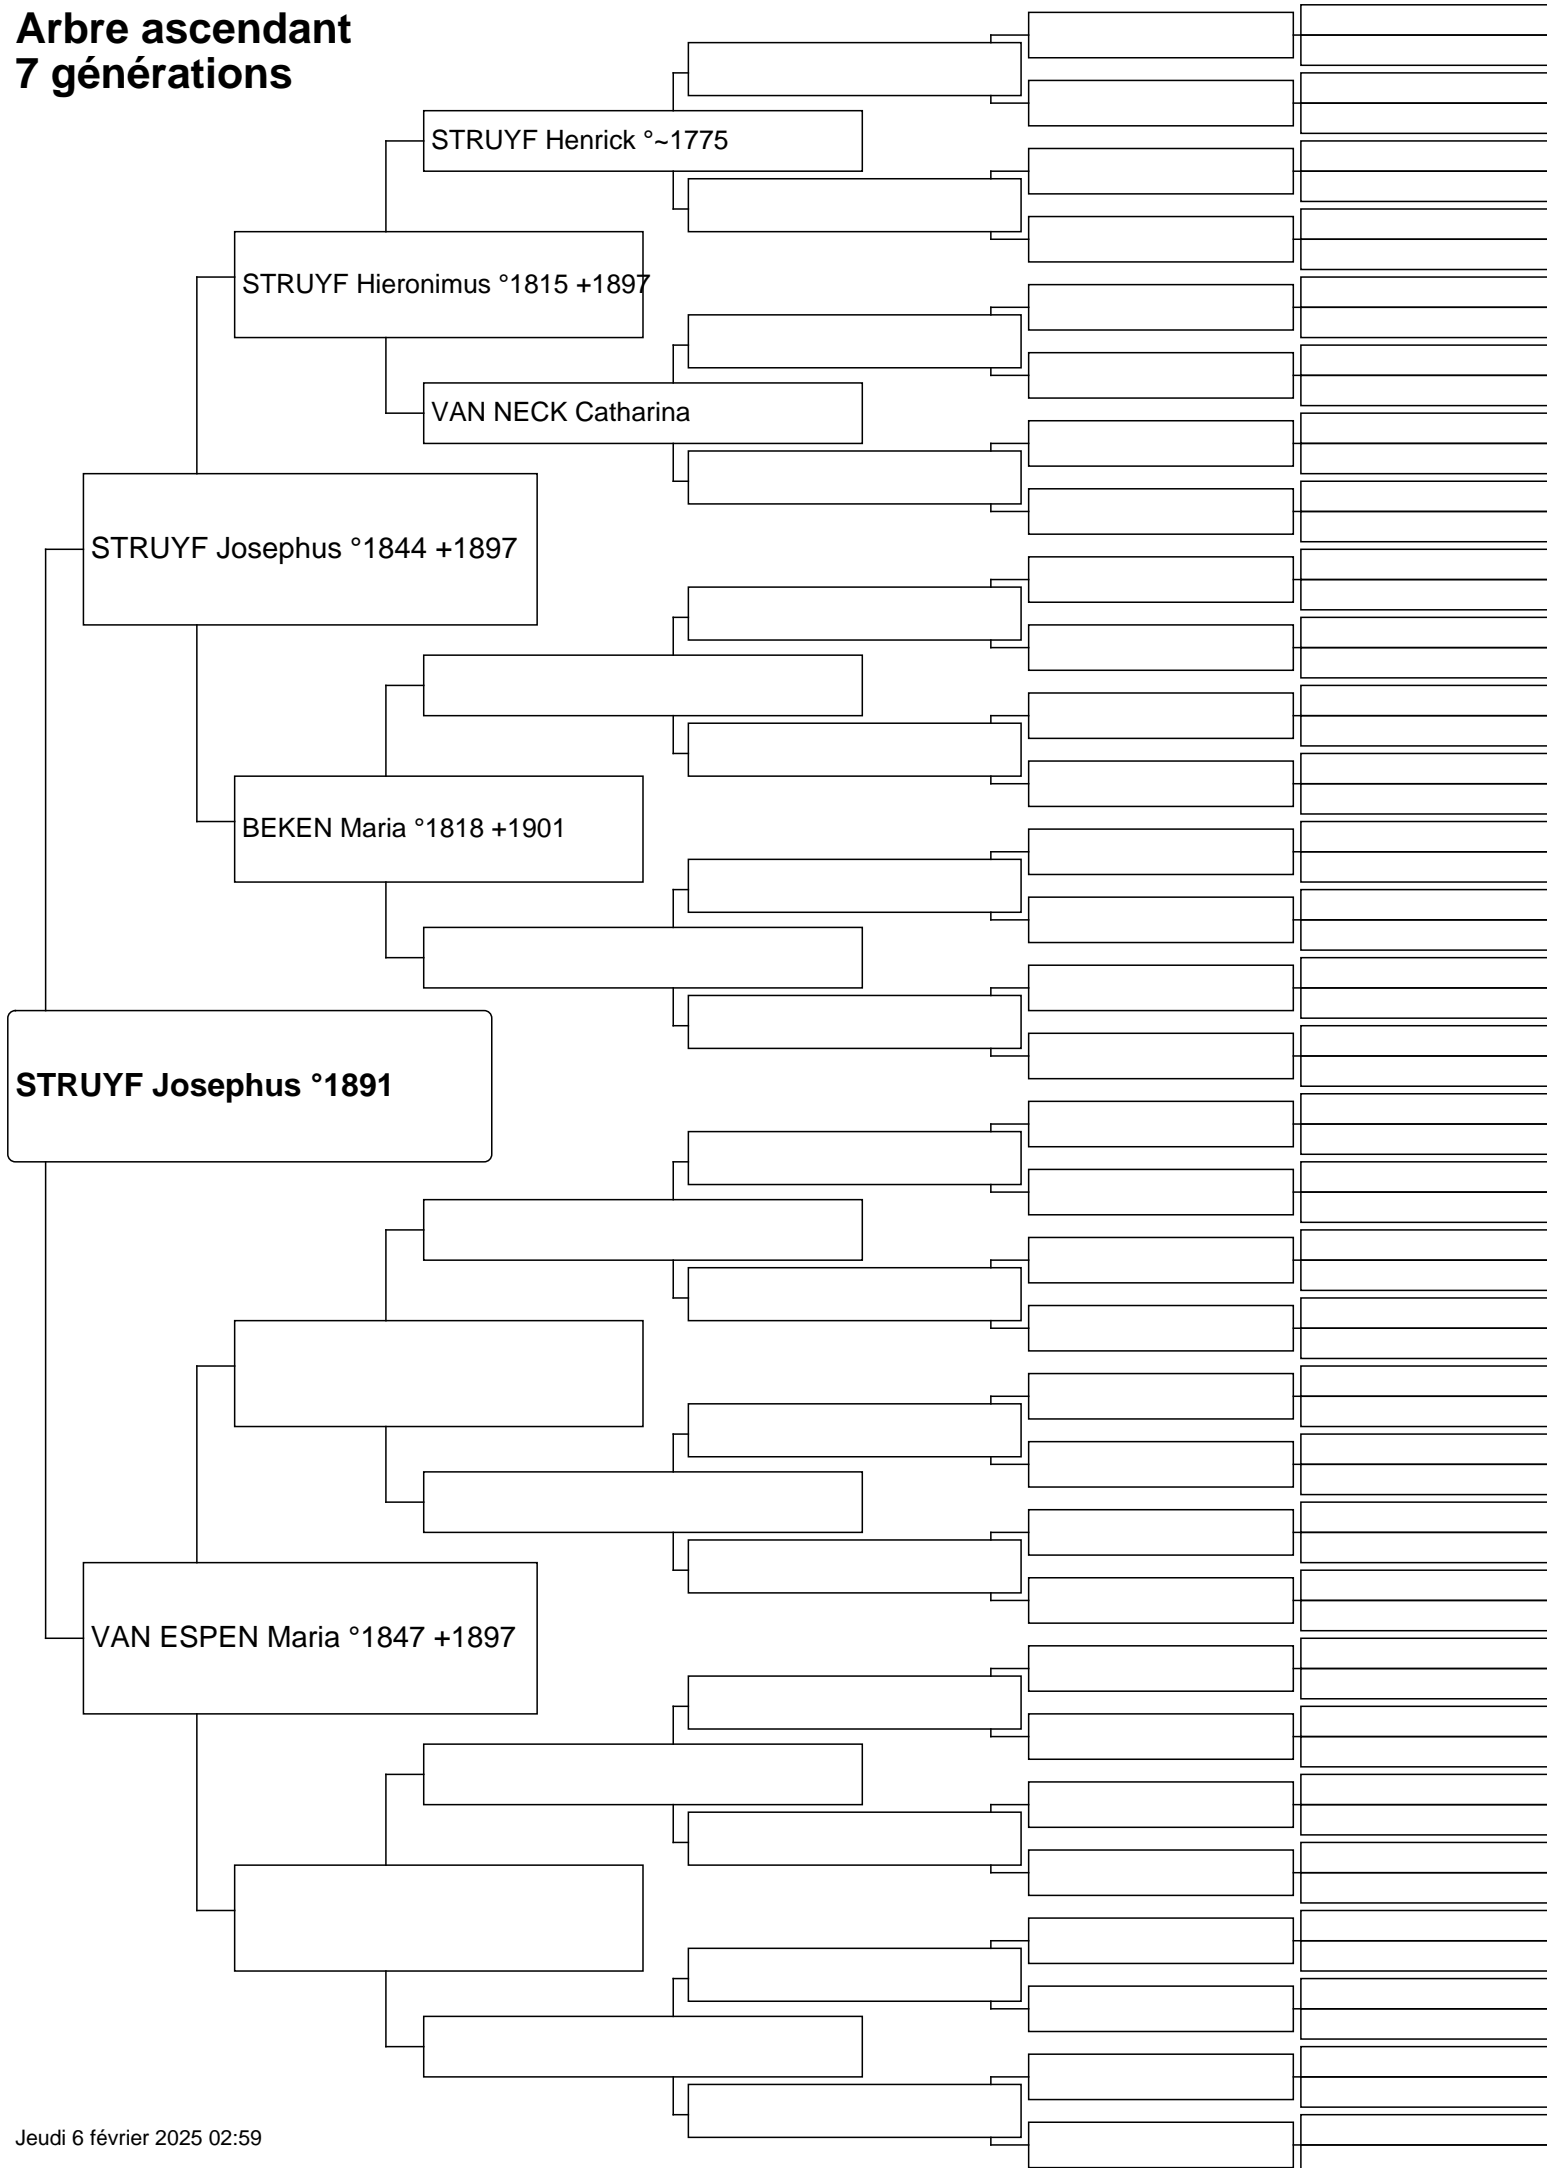 Arbre ascendant
7 générations
STRUYF Henrick °~1775
STRUYF Hieronimus °1815 +1897
VAN NECK Catharina
STRUYF Josephus °1844 +1897
BEKEN Maria °1818 +1901
STRUYF Josephus °1891
VAN ESPEN Maria °1847 +1897
Jeudi 6 février 2025 02:59